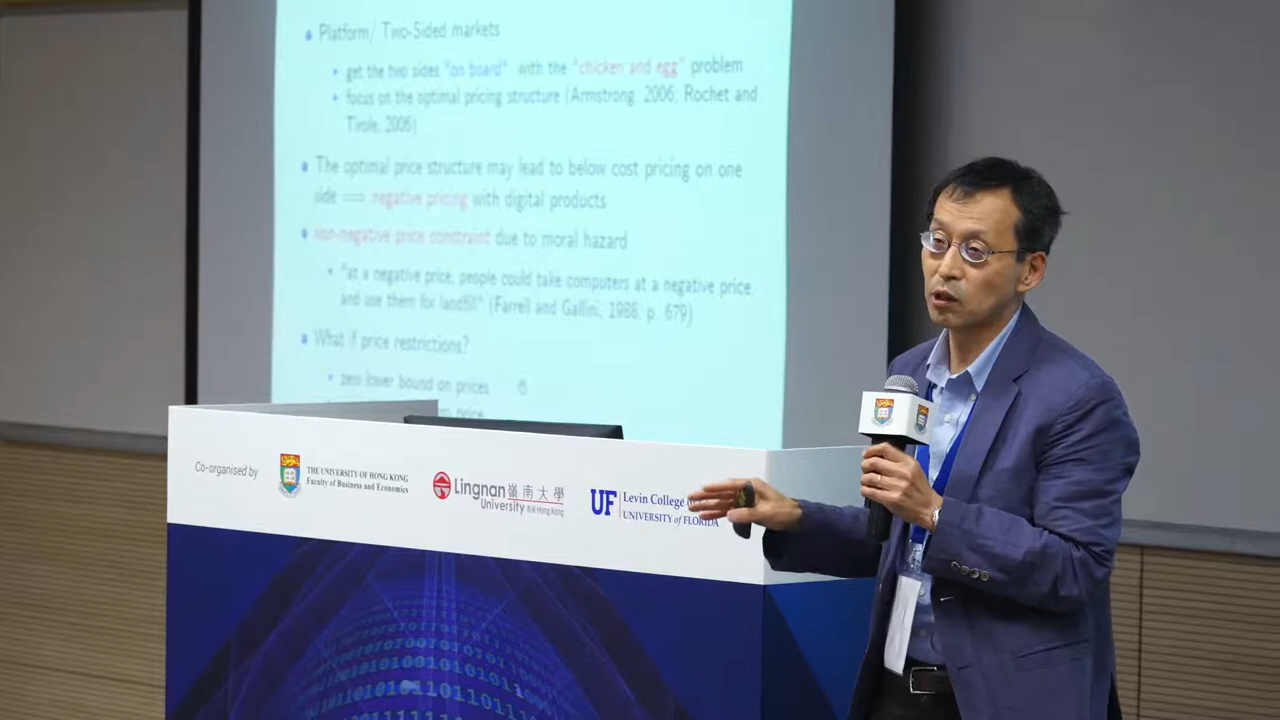 Platform/ Two-Sided markets
get the two sides "on board" with the "chicken and egg" problem
focus on the optimal pricing structure (Armstrong, 2006; Rochet and
Tirole, 2006)
The optimal price structure may lead to below cost pricing on one
side ⟹ negative pricing with digital products
non-negative price constraint due to moral hazard
"at a negative price, people could take computers at a negative price,
and use them for landfill" (Farrell and Gallini, 1988, p. 679)
What if price restrictions?
zero lower bound on prices
price
Co-organised by
THE UNIVERSITY OF HONG KONG
Faculty of Business and Economics
Lingnan 嶺南大學
University 香港 Hong Kong
UF Levin College
UNIVERSITY of FLORIDA